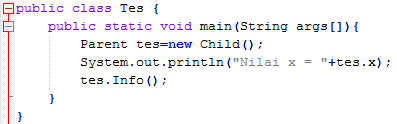 public class Tes {
public static void main(String args[]){
Parent tes=new Child();
System.out.println("Nilai x = "+tes.x);
tes.Info();
}
}